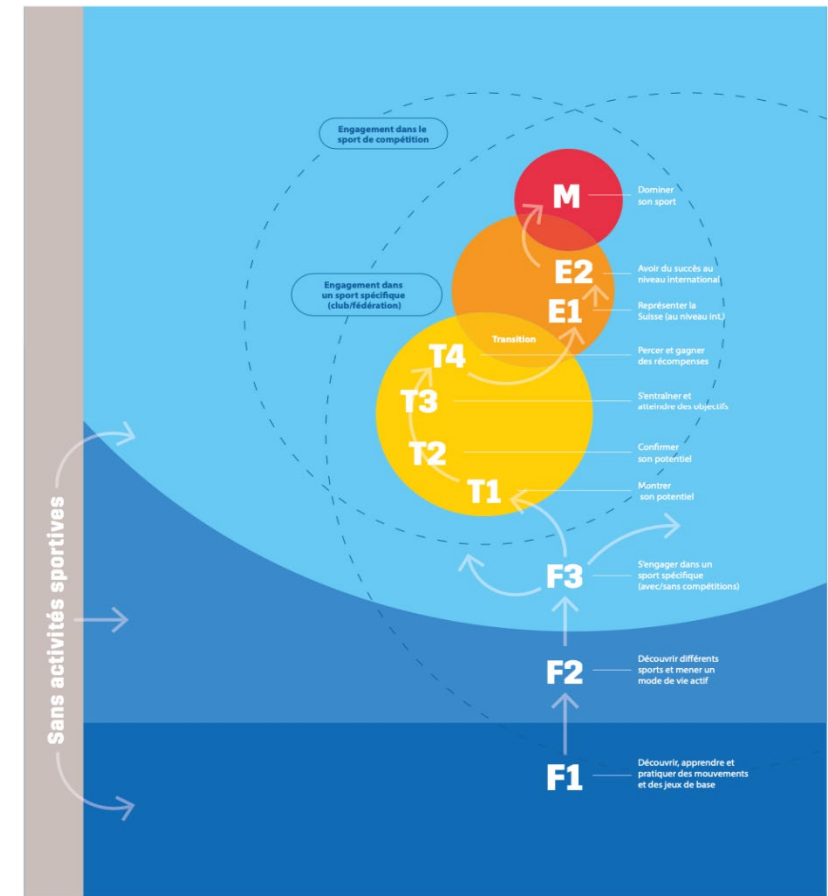 Engagement dans le
sport de compétition
M
Dominer
son sport
E2
Avoir du succès au
niveau international
Engagement dans
un sport spécifique
(club/fédération)
E1
Représenter la
Suisse (au niveau int.)
Transition
T4
Percer et gagner
des récompenses
T3
S'entraîner et
atteindre des objectifs
T2
Confirmer
son potentiel
T1
Montrer
son potentiel
Sans activités sportives
F3
S'engager dans un
sport spécifique
(avec/sans compétitions)
F2
Découvrir différents
sports et mener un
mode de vie actif
F1
Découvrir, apprendre et
pratiquer des mouvements
et des jeux de base